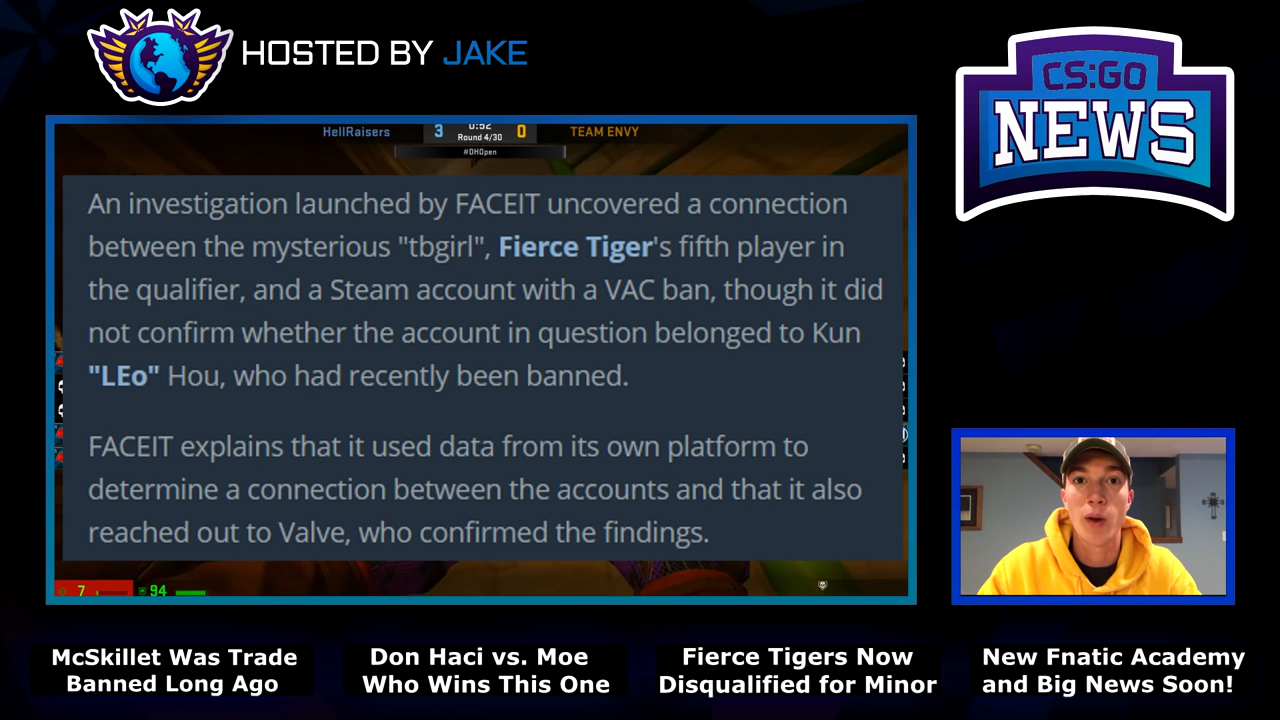 HOSTED BY JAKE
CS:GO
NEWS
HellRaisers 3 0:52 0 TEAM ENVY
Round 4/30
#DHOpen
An investigation launched by FACEIT uncovered a connection
between the mysterious "tbgirl", Fierce Tiger's fifth player in
the qualifier, and a Steam account with a VAC ban, though it did
not confirm whether the account in question belonged to Kun
"LEo" Hou, who had recently been banned.
FACEIT explains that it used data from its own platform to
determine a connection between the accounts and that it also
reached out to Valve, who confirmed the findings.
7 94
McSkillet Was Trade
Banned Long Ago
Don Haci vs. Moe
Who Wins This One
Fierce Tigers Now
Disqualified for Minor
New Fnatic Academy
and Big News Soon!